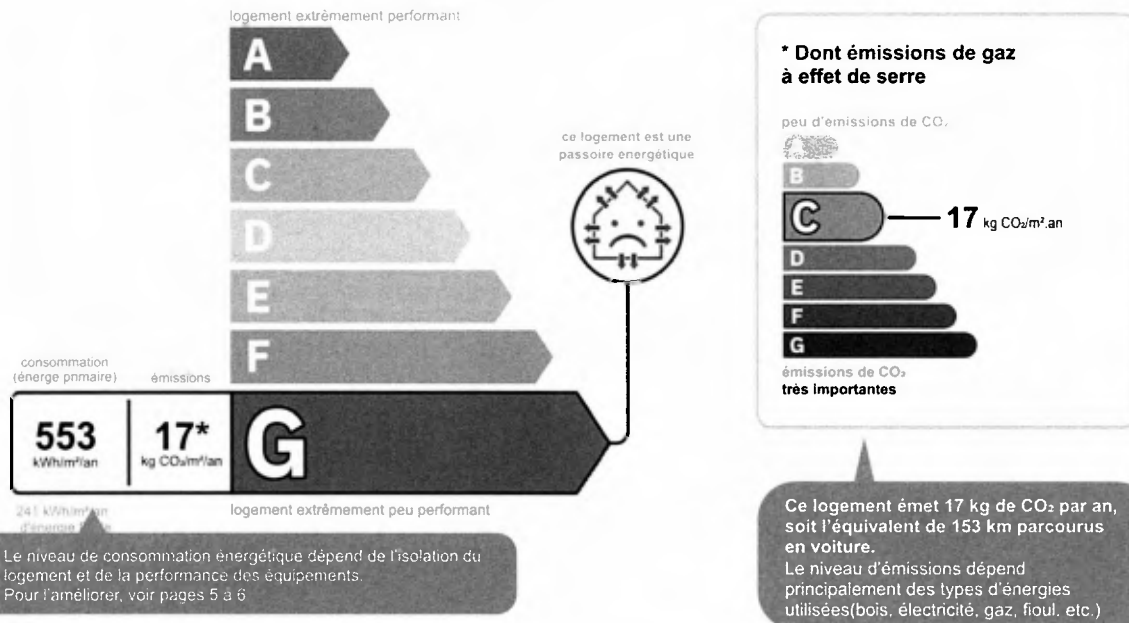 logement extrêmement performant
A
B
C
D
E
F
G
ce logement est une
passoire energétique
consommation
(énerge primaire)
émissions
553
kWh/m²/an
17*
kg CO₂/m²/an
241 kWh/m²/an
d'énergie
logement extrêmement peu performant
Le niveau de consommation énergétique dépend de l'isolation du
logement et de la performance des équipements.
Pour l'améliorer, voir pages 5 à 6
* Dont émissions de gaz
à effet de serre
peu d'émissions de CO₂
A
B
C
17 kg CO₂/m².an
D
E
F
G
émissions de CO₂
très importantes
Ce logement émet 17 kg de CO₂ par an,
soit l'équivalent de 153 km parcourus
en voiture.
Le niveau d'émissions dépend
principalement des types d'énergies
utilisées(bois, électricité, gaz, fioul. etc.)